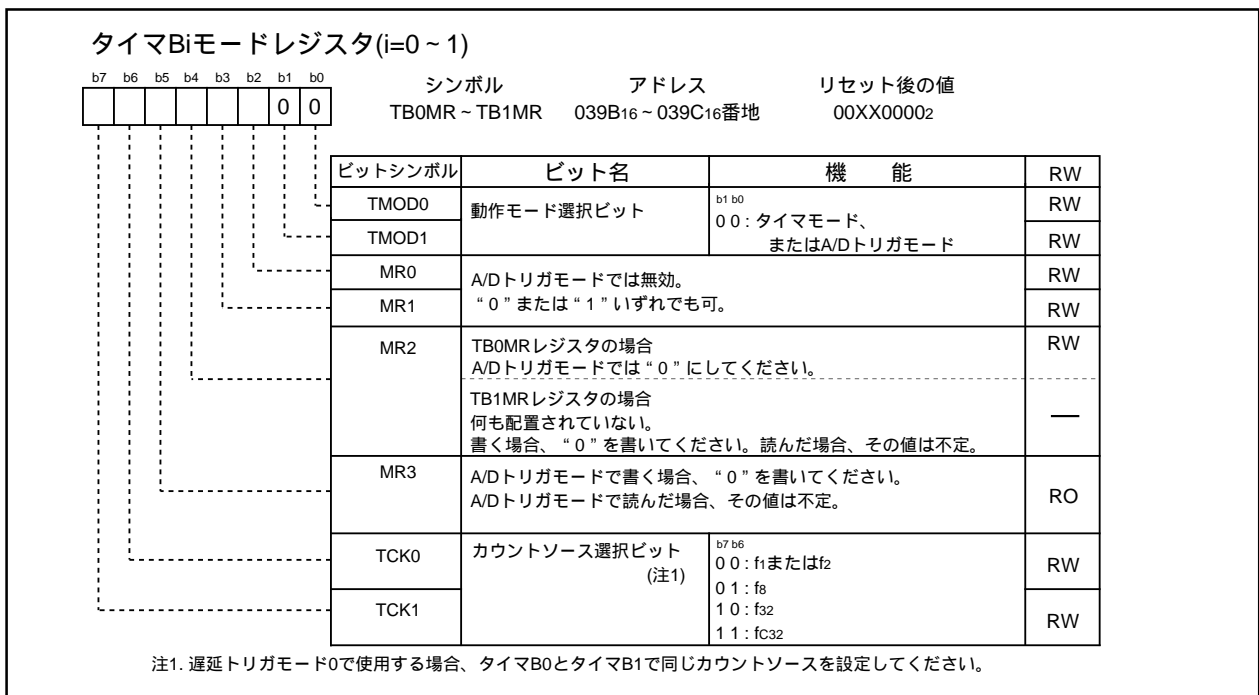 タイマBiモードレジスタ(i=0 ~ 1)
b7 b6 b5 b4 b3 b2 b1 b0
0 0
シンボル アドレス リセット後の値
TB0MR ~ TB1MR 039B16 ~ 039C16番地 00XX00002
ビットシンボル ビット名 機 能 RW
TMOD0 動作モード選択ビット b1 b0 RW
0 0 : タイマモード、
TMOD1 またはA/Dトリガモード RW
MR0 A/Dトリガモードでは無効。 RW
MR1 “ 0 ” または “ 1 ” いずれでも可。 RW
MR2 TB0MRレジスタの場合 RW
A/Dトリガモードでは “ 0 ” にしてください。
TB1MRレジスタの場合
何も配置されていない。 —
書く場合、 “ 0 ” を書いてください。読んだ場合、その値は不定。
MR3 A/Dトリガモードで書く場合、 “ 0 ” を書いてください。
A/Dトリガモードで読んだ場合、その値は不定。 RO
TCK0 カウントソース選択ビット b7 b6 RW
(注1) 0 0 : f1またはf2
0 1 : f8
TCK1 1 0 : f32 RW
1 1 : fC32
注1. 遅延トリガモード0で使用する場合、タイマB0とタイマB1で同じカウントソースを設定してください。